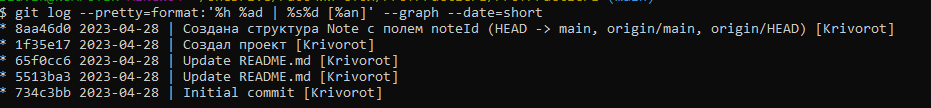 $ git log --pretty=format:'%h %ad | %s%d [%an]' --graph --date=short
* 8aa46d0 2023-04-28 | Создана структура Note с полем noteId (HEAD -> main, origin/main, origin/HEAD) [Krivorot]
* 1f35e17 2023-04-28 | Создал проект [Krivorot]
* 65f0cc6 2023-04-28 | Update README.md [Krivorot]
* 5513ba3 2023-04-28 | Update README.md [Krivorot]
* 734c3bb 2023-04-28 | Initial commit [Krivorot]